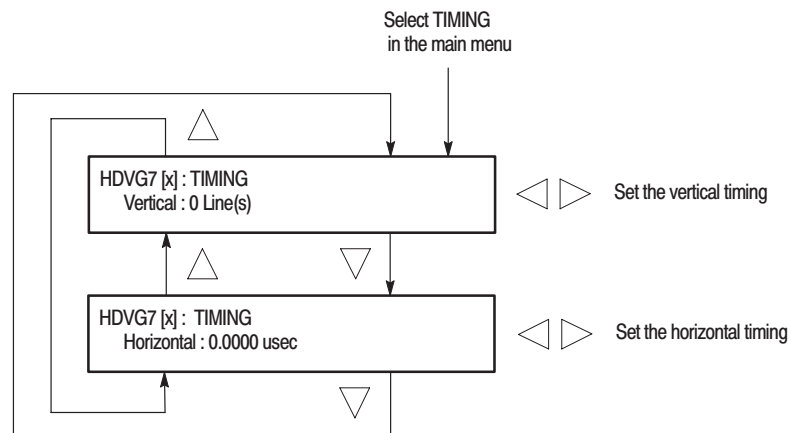 Select TIMING
in the main menu
HDVG7 [x] : TIMING
Vertical : 0 Line(s)
Set the vertical timing
HDVG7 [x] : TIMING
Horizontal : 0.0000 usec
Set the horizontal timing